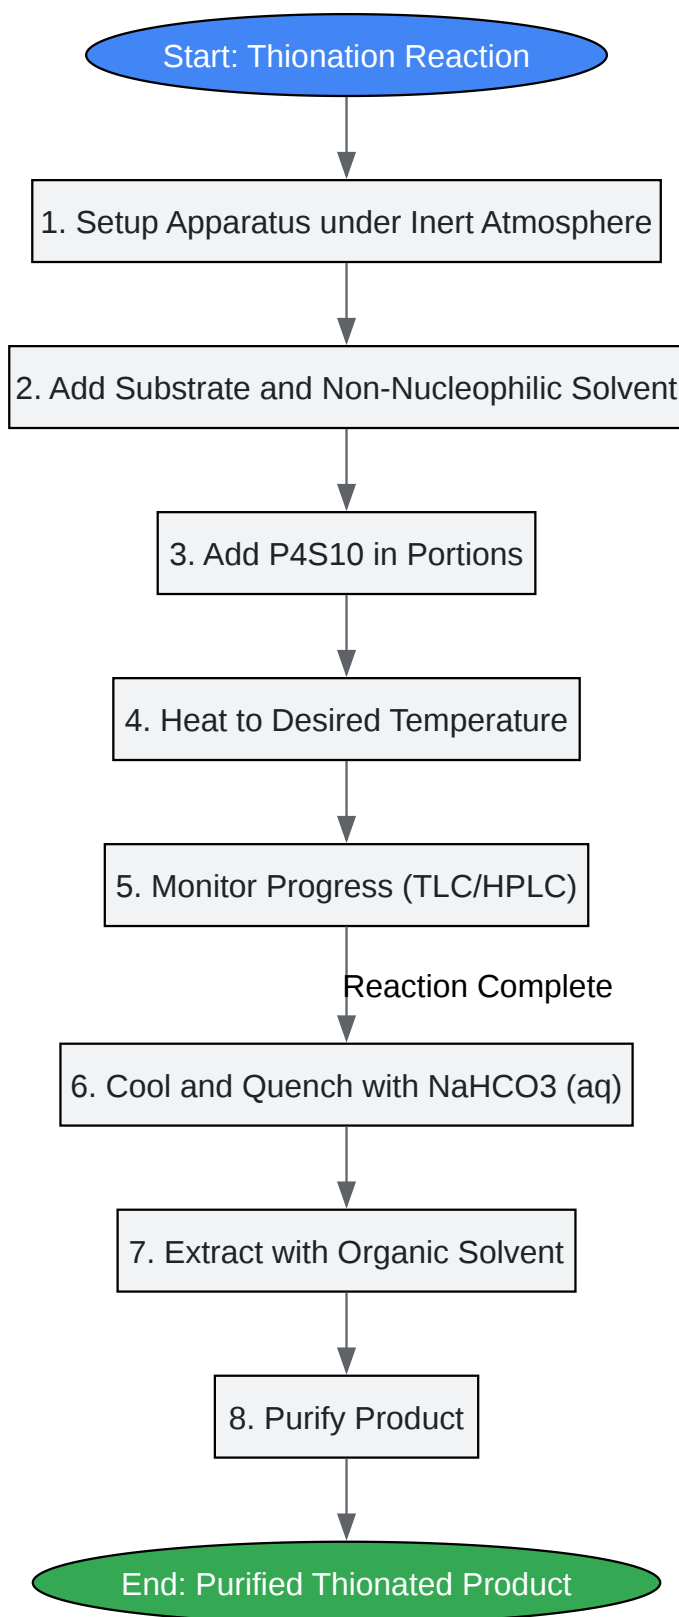 Start: Thionation Reaction
1. Setup Apparatus under Inert Atmosphere
2. Add Substrate and Non-Nucleophilic Solvent
3. Add P4S10 in Portions
4. Heat to Desired Temperature
5. Monitor Progress (TLC/HPLC)
Reaction Complete
6. Cool and Quench with NaHCO3 (aq)
7. Extract with Organic Solvent
8. Purify Product
End: Purified Thionated Product